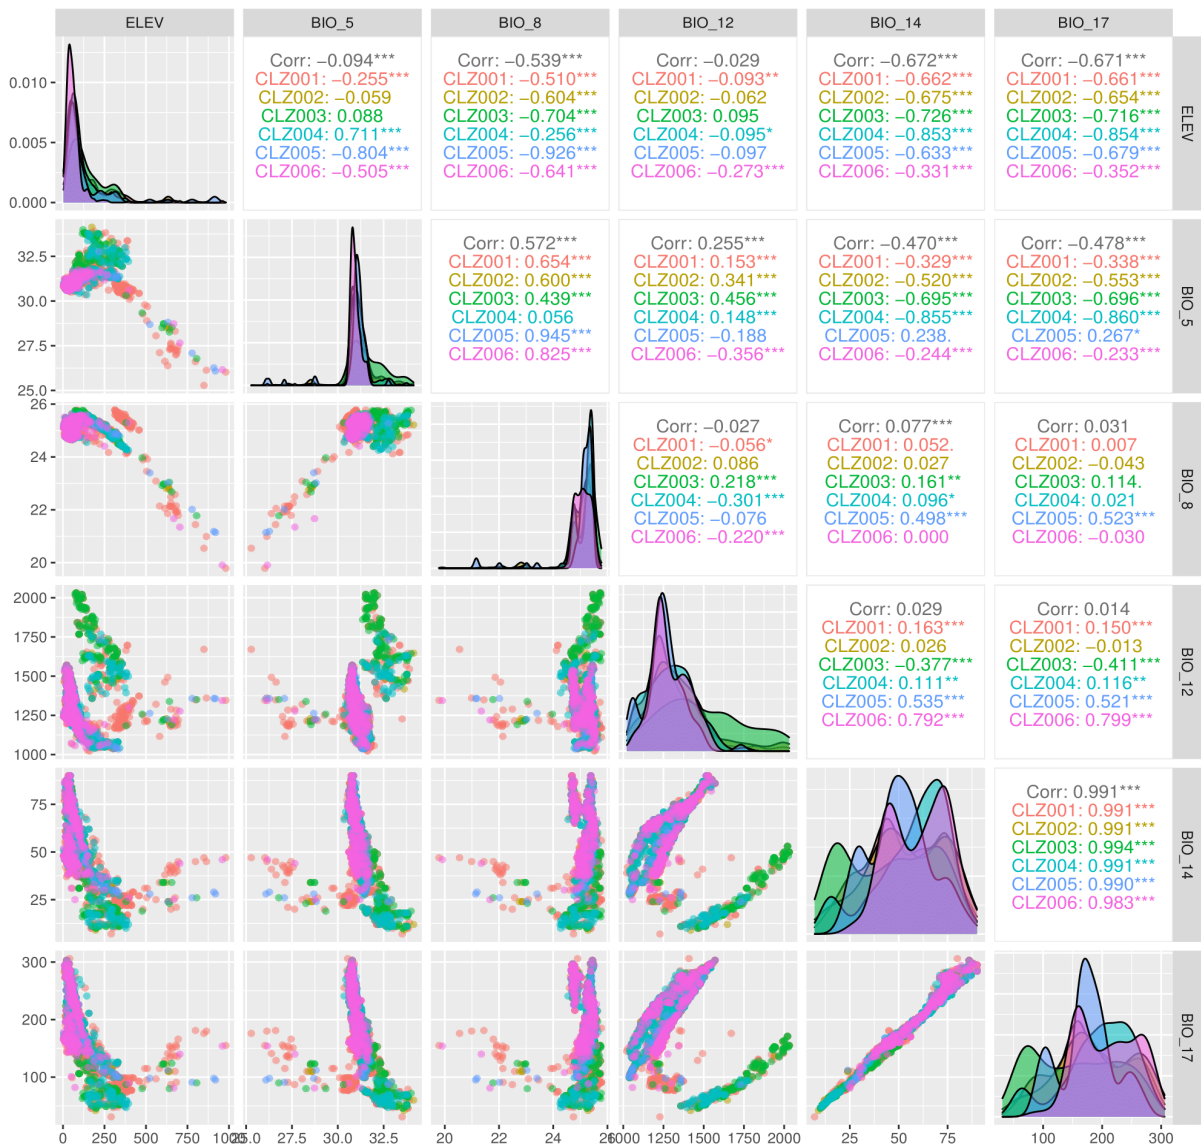 ELEV BIO_5 BIO_8 BIO_12 BIO_14 BIO_17
Corr: −0.094***
CLZ001: −0.255***
CLZ002: −0.059
CLZ003: 0.088
CLZ004: 0.711***
CLZ005: −0.804***
CLZ006: −0.505***
Corr: −0.539***
CLZ001: −0.510***
CLZ002: −0.604***
CLZ003: −0.704***
CLZ004: −0.256***
CLZ005: −0.926***
CLZ006: −0.641***
Corr: −0.029
CLZ001: −0.093**
CLZ002: −0.062
CLZ003: 0.095
CLZ004: −0.095*
CLZ005: −0.097
CLZ006: −0.273***
Corr: −0.672***
CLZ001: −0.662***
CLZ002: −0.675***
CLZ003: −0.726***
CLZ004: −0.853***
CLZ005: −0.633***
CLZ006: −0.331***
Corr: −0.671***
CLZ001: −0.661***
CLZ002: −0.654***
CLZ003: −0.716***
CLZ004: −0.854***
CLZ005: −0.679***
CLZ006: −0.352***
ELEV
0.010
0.005
0.000
Corr: 0.572***
CLZ001: 0.654***
CLZ002: 0.600***
CLZ003: 0.439***
CLZ004: 0.056
CLZ005: 0.945***
CLZ006: 0.825***
Corr: 0.255***
CLZ001: 0.153***
CLZ002: 0.341***
CLZ003: 0.456***
CLZ004: 0.148***
CLZ005: −0.188
CLZ006: −0.356***
Corr: −0.470***
CLZ001: −0.329***
CLZ002: −0.520***
CLZ003: −0.695***
CLZ004: −0.855***
CLZ005: 0.238.
CLZ006: −0.244***
Corr: −0.478***
CLZ001: −0.338***
CLZ002: −0.553***
CLZ003: −0.696***
CLZ004: −0.860***
CLZ005: 0.267*
CLZ006: −0.233***
BIO_5
32.5
30.0
27.5
25.0
Corr: −0.027
CLZ001: −0.056*
CLZ002: 0.086
CLZ003: 0.218***
CLZ004: −0.301***
CLZ005: −0.076
CLZ006: −0.220***
Corr: 0.077***
CLZ001: 0.052.
CLZ002: 0.027
CLZ003: 0.161**
CLZ004: 0.096*
CLZ005: 0.498***
CLZ006: 0.000
Corr: 0.031
CLZ001: 0.007
CLZ002: −0.043
CLZ003: 0.114.
CLZ004: 0.021
CLZ005: 0.523***
CLZ006: −0.030
BIO_8
26
24
22
20
Corr: 0.029
CLZ001: 0.163***
CLZ002: 0.026
CLZ003: −0.377***
CLZ004: 0.111**
CLZ005: 0.535***
CLZ006: 0.792***
Corr: 0.014
CLZ001: 0.150***
CLZ002: −0.013
CLZ003: −0.411***
CLZ004: 0.116**
CLZ005: 0.521***
CLZ006: 0.799***
BIO_12
2000
1750
1500
1250
1000
Corr: 0.991***
CLZ001: 0.991***
CLZ002: 0.991***
CLZ003: 0.994***
CLZ004: 0.991***
CLZ005: 0.990***
CLZ006: 0.983***
BIO_14
75
50
25
BIO_17
300
200
100
0 250 500 750 1000 25.0 27.5 30.0 32.5 20 22 24 26 1000 1250 1500 1750 2000 25 50 75 100 200 300